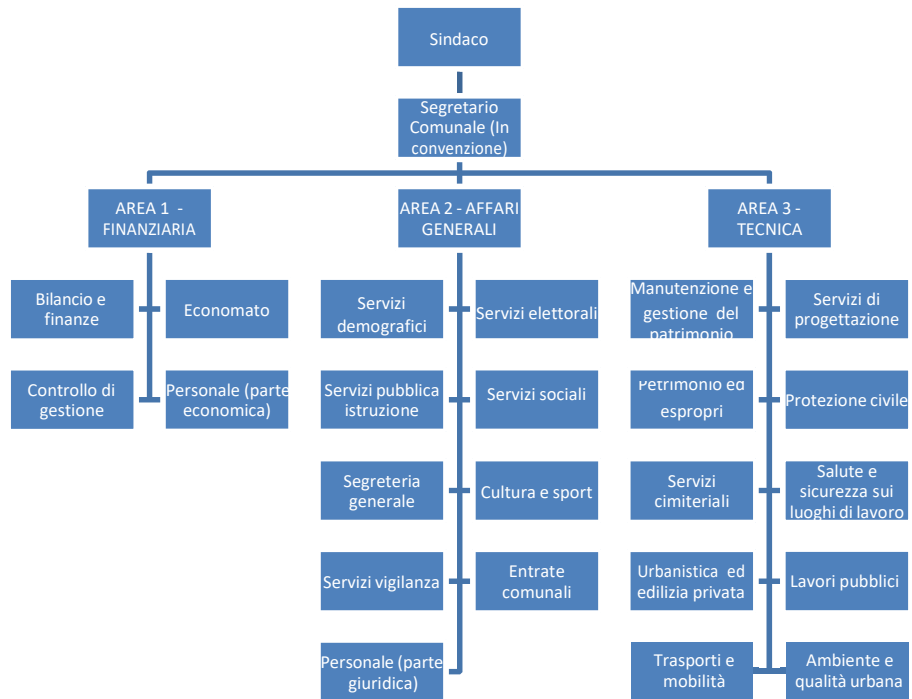 Sindaco
Segretario
Comunale (In
convenzione)
AREA 1 -
FINANZIARIA
AREA 2 - AFFARI
GENERALI
AREA 3 -
TECNICA
Bilancio e
finanze
Economato
Controllo di
gestione
Personale (parte
economica)
Servizi
demografici
Servizi elettorali
Servizi pubblica
istruzione
Servizi sociali
Segreteria
generale
Cultura e sport
Servizi vigilanza
Entrate
comunali
Personale (parte
giuridica)
Manutenzione e
gestione del
patrimonio
Servizi di
progettazione
Petrimonio ed
espropri
Protezione civile
Servizi
cimiteriali
Salute e
sicurezza sui
luoghi di lavoro
Urbanistica ed
edilizia privata
Lavori pubblici
Trasporti e
mobilità
Ambiente e
qualità urbana